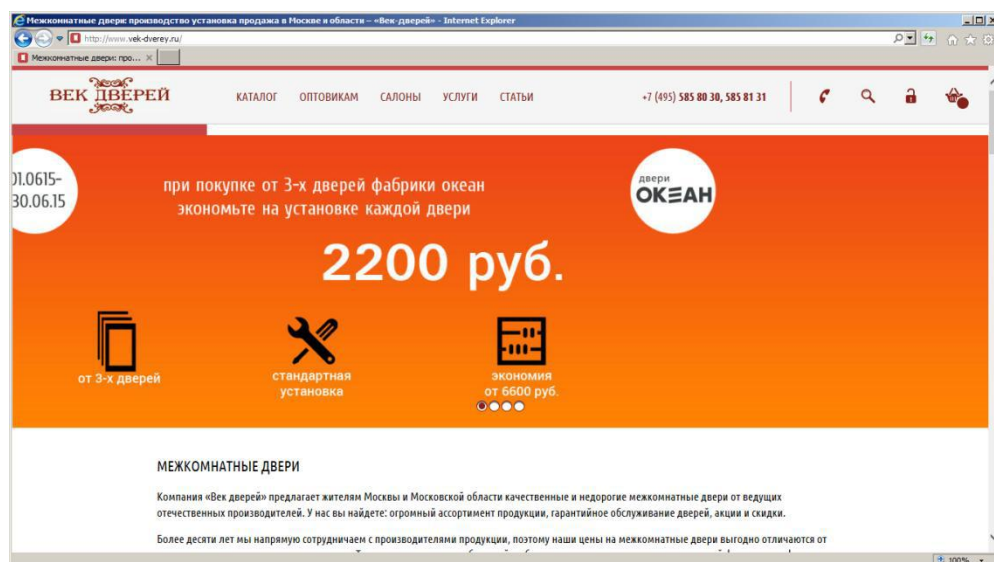 Межкомнатные двери: производство установка продажа в Москве и области – «Век-дверей» - Internet Explorer
http://www.vek-dverey.ru/
Межкомнатные двери: про...
ВЕК ДВЕРЕЙ
КАТАЛОГ ОПТОВИКАМ САЛОНЫ УСЛУГИ СТАТЬИ
+7 (495) 585 80 30, 585 81 31
01.0615-
30.06.15
при покупке от 3-х дверей фабрики океан
экономьте на установке каждой двери
двери
ОКЕАН
2200 руб.
от 3-х дверей
стандартная
установка
экономия
от 6600 руб.
МЕЖКОМНАТНЫЕ ДВЕРИ
Компания «Век дверей» предлагает жителям Москвы и Московской области качественные и недорогие межкомнатные двери от ведущих
отечественных производителей. У нас вы найдете: огромный ассортимент продукции, гарантийное обслуживание дверей, акции и скидки.
Более десяти лет мы напрямую сотрудничаем с производителями продукции, поэтому наши цены на межкомнатные двери выгодно отличаются от
100%